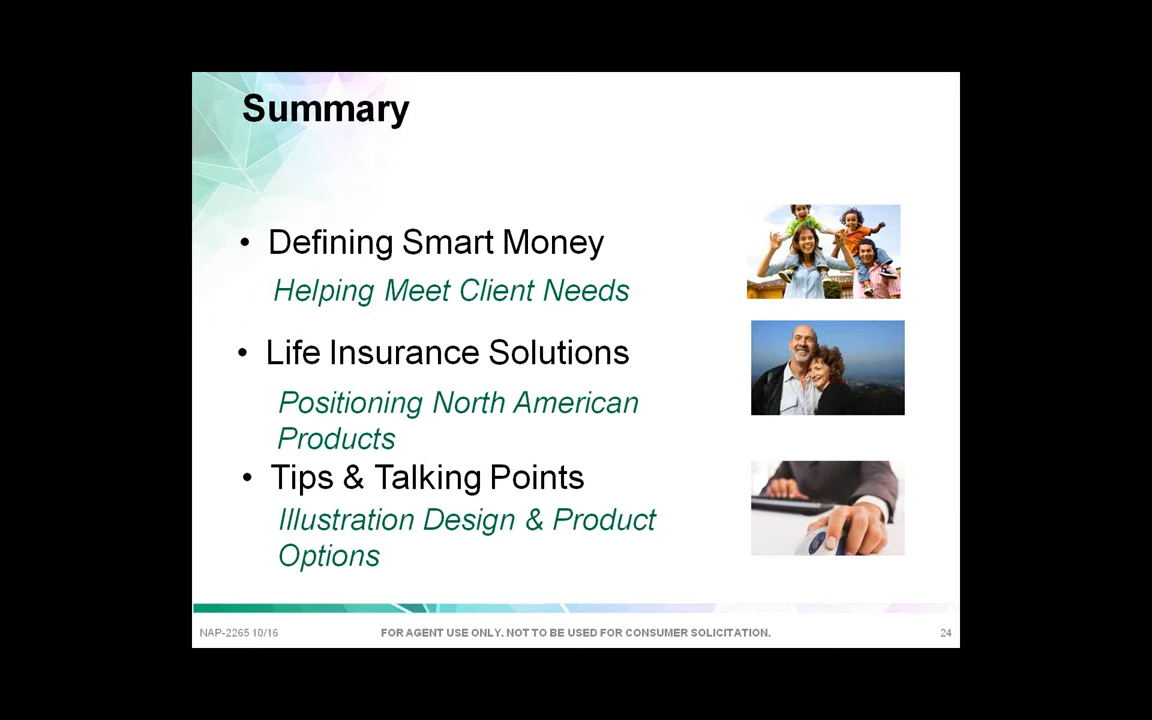 Summary
• Defining Smart Money
Helping Meet Client Needs
• Life Insurance Solutions
Positioning North American
Products
• Tips & Talking Points
Illustration Design & Product
Options
NAP-2265 10/16
FOR AGENT USE ONLY. NOT TO BE USED FOR CONSUMER SOLICITATION.
24